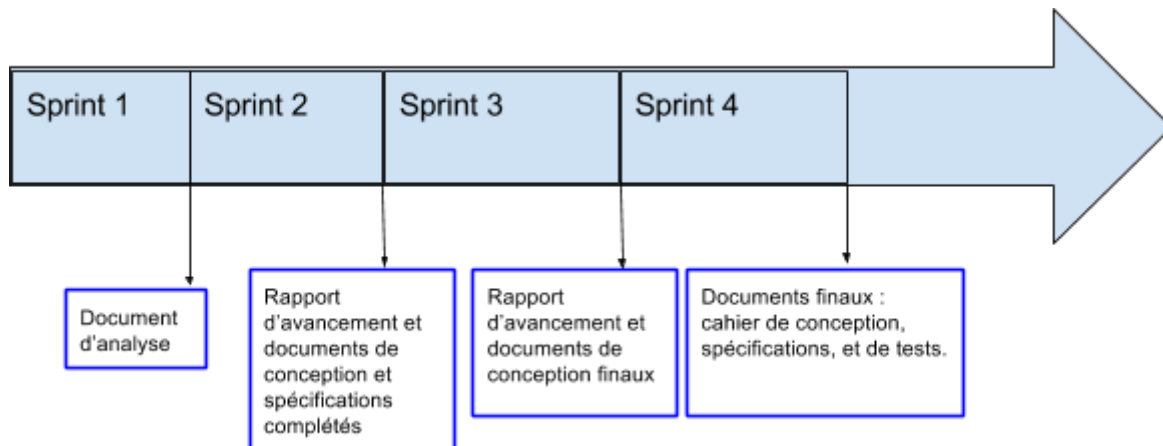 Sprint 1
Sprint 2
Sprint 3
Sprint 4
Document
d'analyse
Rapport
d'avancement et
documents de
conception et
spécifications
complétés
Rapport
d'avancement et
documents de
conception finaux
Documents finaux :
cahier de conception,
spécifications, et de tests.